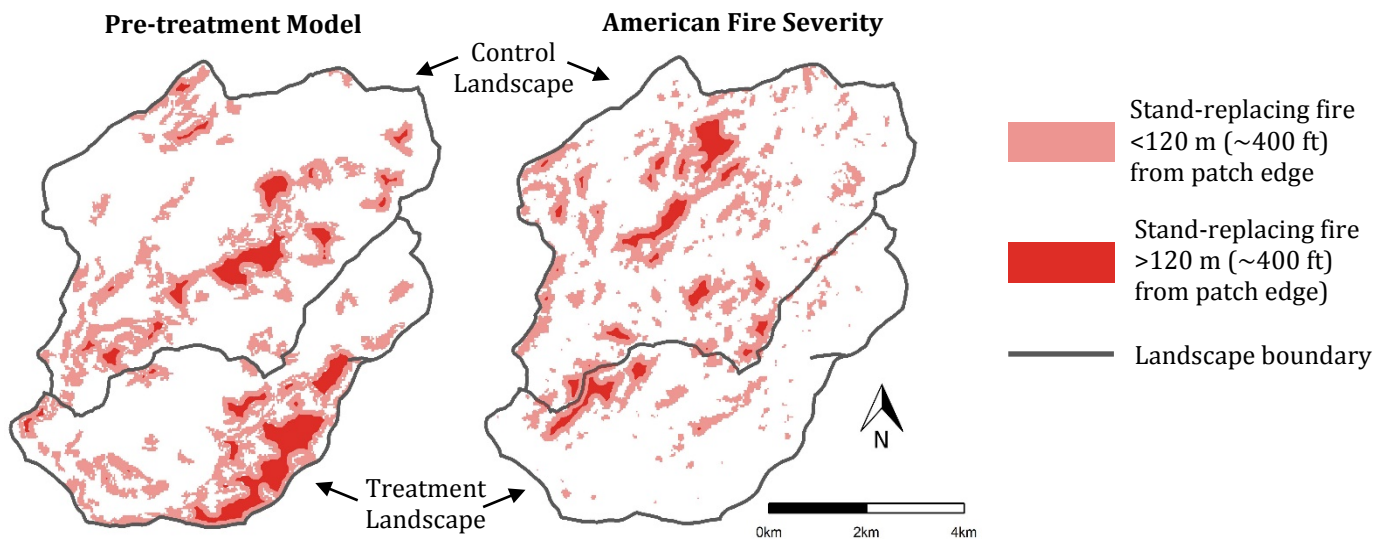 Pre-treatment Model
American Fire Severity
Control
Landscape
Stand-replacing fire
<120 m (~400 ft)
from patch edge
Stand-replacing fire
>120 m (~400 ft)
from patch edge)
Landscape boundary
N
Treatment
Landscape
0km 2km 4km